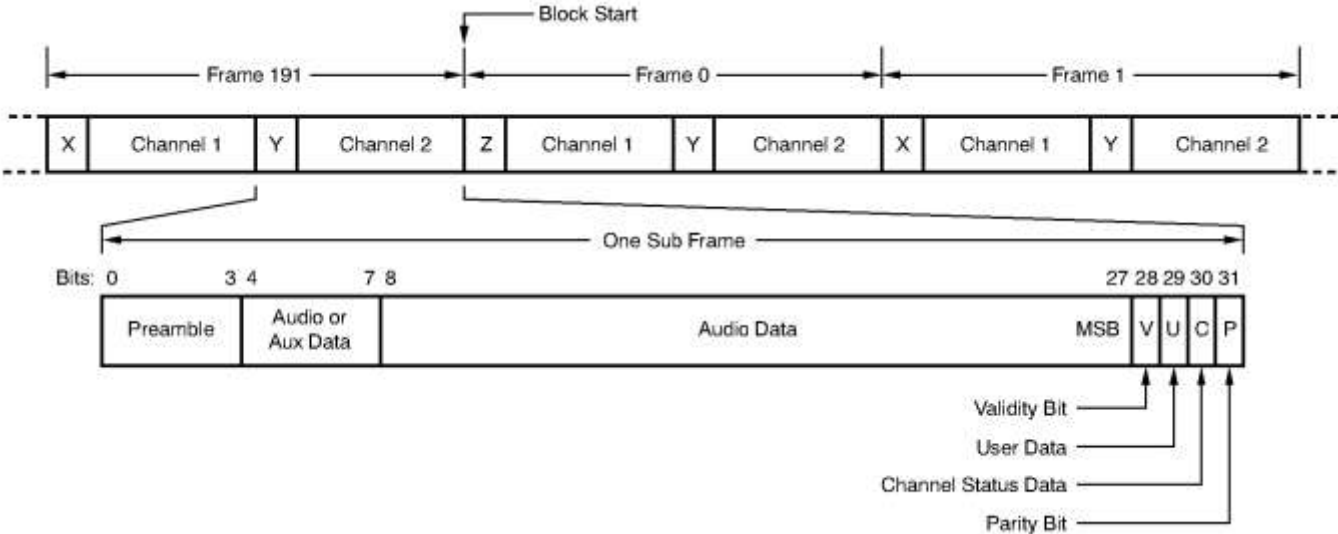 Block Start
Frame 191 Frame 0 Frame 1
X Channel 1 Y Channel 2 Z Channel 1 Y Channel 2 X Channel 1 Y Channel 2
One Sub Frame
Bits: 0 3 4 7 8 27 28 29 30 31
Preamble Audio or Aux Data Audio Data MSB V U C P
Validity Bit
User Data
Channel Status Data
Parity Bit